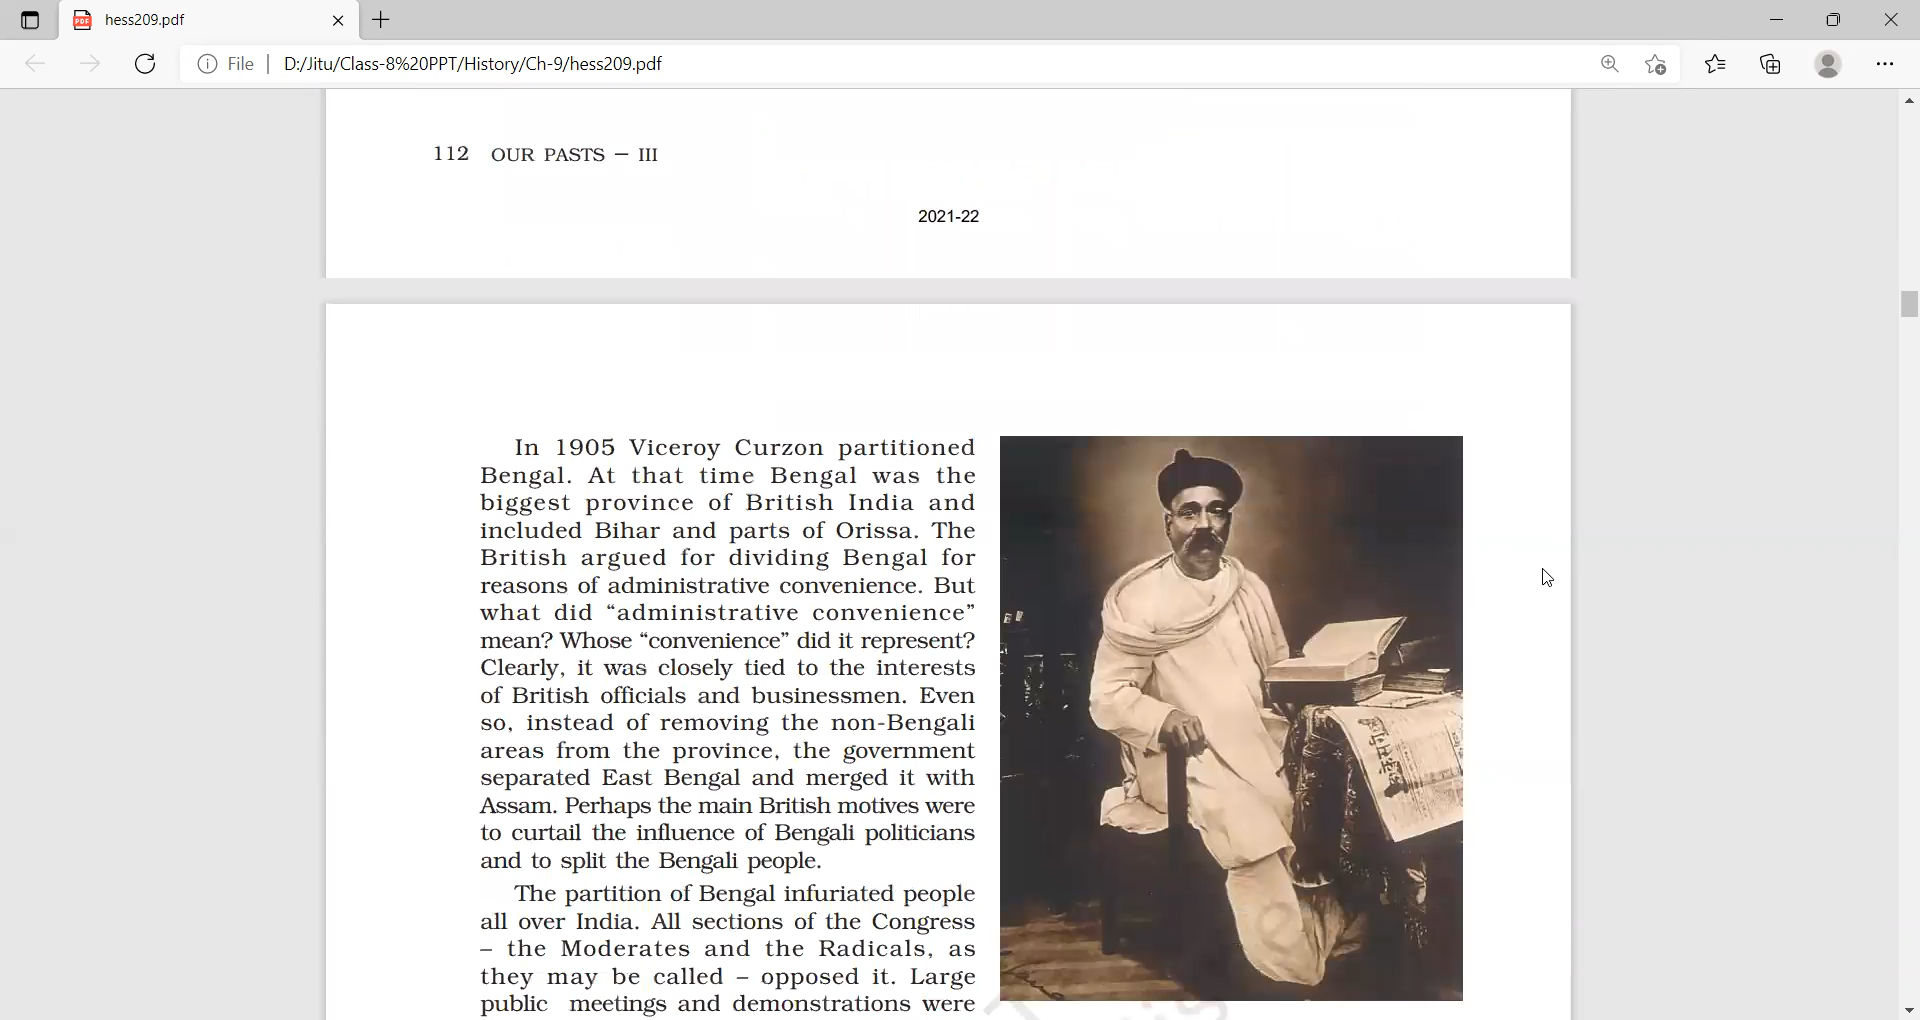 hess209.pdf
File
D:/Jitu/Class-8%20PPT/History/Ch-9/hess209.pdf
112 OUR PASTS – III
2021-22
In 1905 Viceroy Curzon partitioned
Bengal. At that time Bengal was the
biggest province of British India and
included Bihar and parts of Orissa. The
British argued for dividing Bengal for
reasons of administrative convenience. But
what did “administrative convenience”
mean? Whose “convenience” did it represent?
Clearly, it was closely tied to the interests
of British officials and businessmen. Even
so, instead of removing the non-Bengali
areas from the province, the government
separated East Bengal and merged it with
Assam. Perhaps the main British motives were
to curtail the influence of Bengali politicians
and to split the Bengali people.
The partition of Bengal infuriated people
all over India. All sections of the Congress
– the Moderates and the Radicals, as
they may be called – opposed it. Large
public meetings and demonstrations were